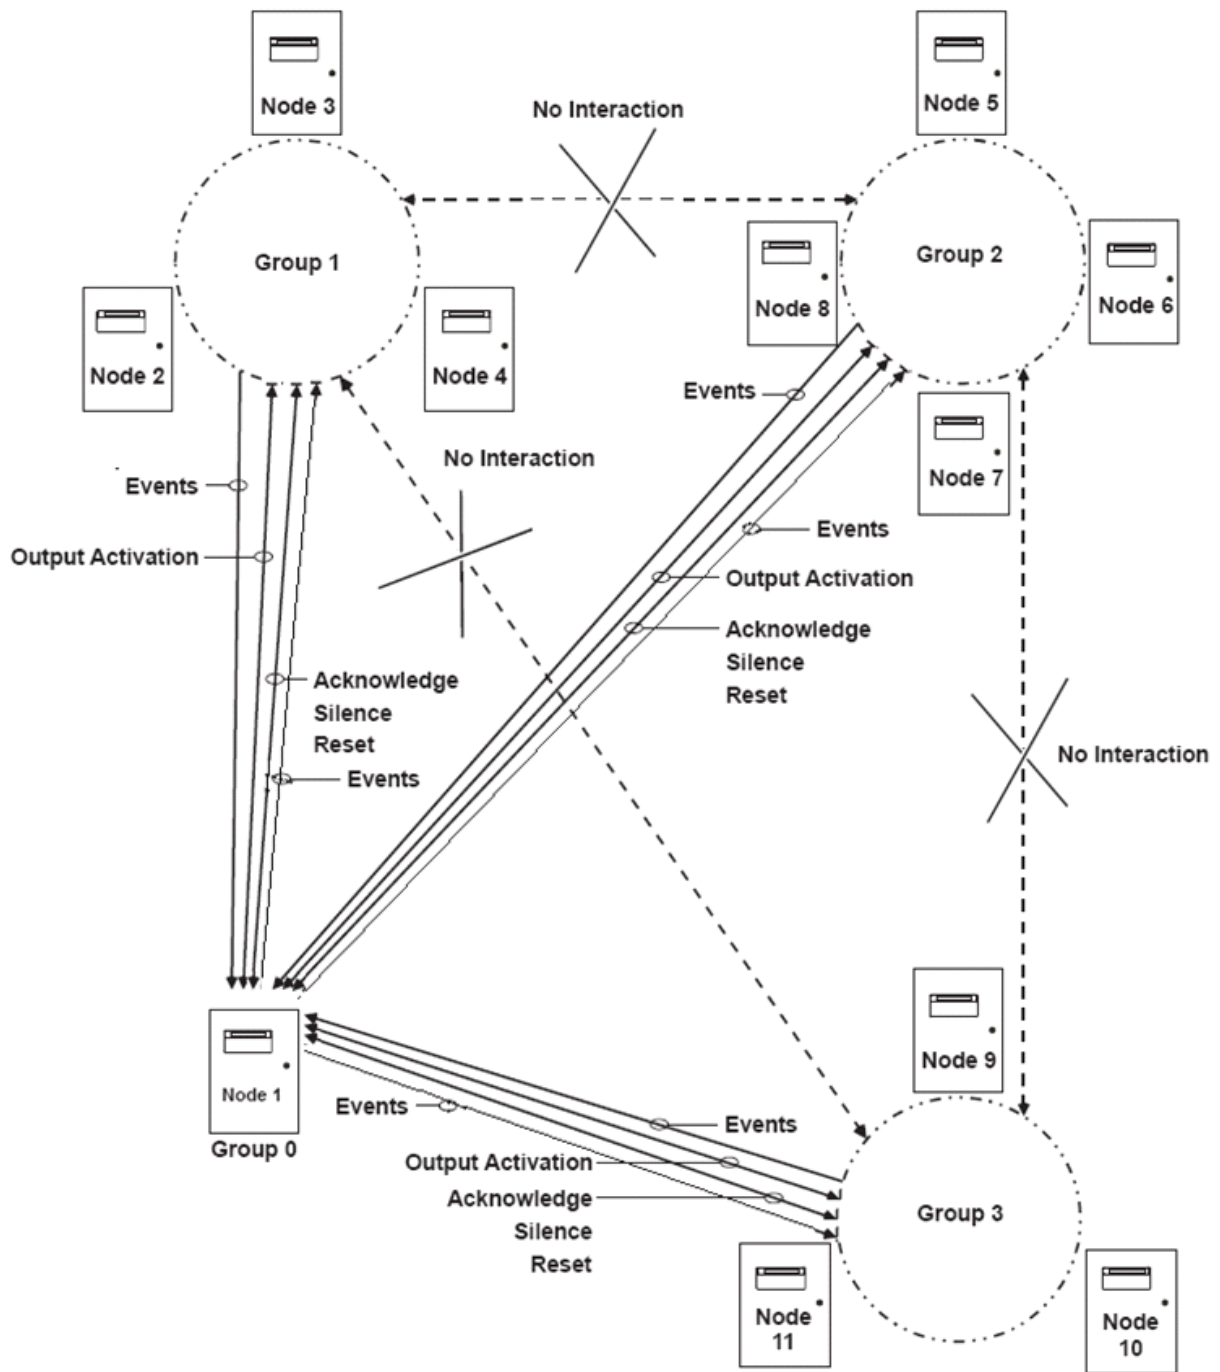 Node 3
Node 5
No Interaction
Group 1
Group 2
Node 8
Node 6
Node 2
Node 4
Events
No Interaction
Node 7
Events
Output Activation
Events
Output Activation
Acknowledge
Silence
Reset
Acknowledge
Silence
Reset
Events
No Interaction
Node 9
Node 1
Group 0
Events
Events
Output Activation
Acknowledge
Silence
Reset
Group 3
Node
11
Node
10